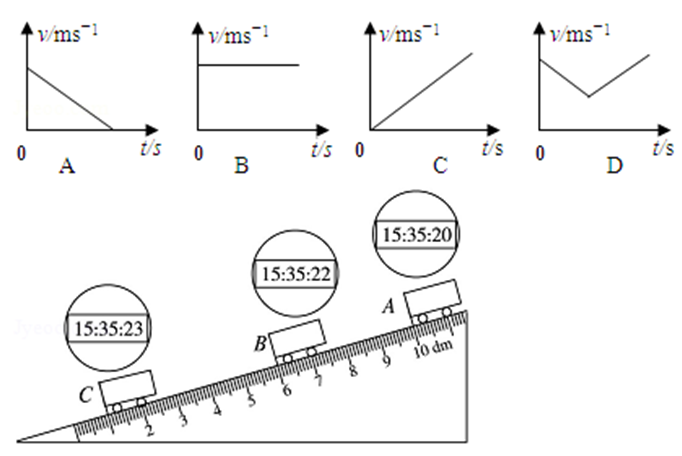 v/ms⁻¹ v/ms⁻¹ v/ms⁻¹ v/ms⁻¹
0 t/s 0 t/s 0 t/s 0 t/s
A B C D
15:35:20
15:35:22
A
15:35:23
B
10 dm
9
8
7
6
C
5
4
3
2